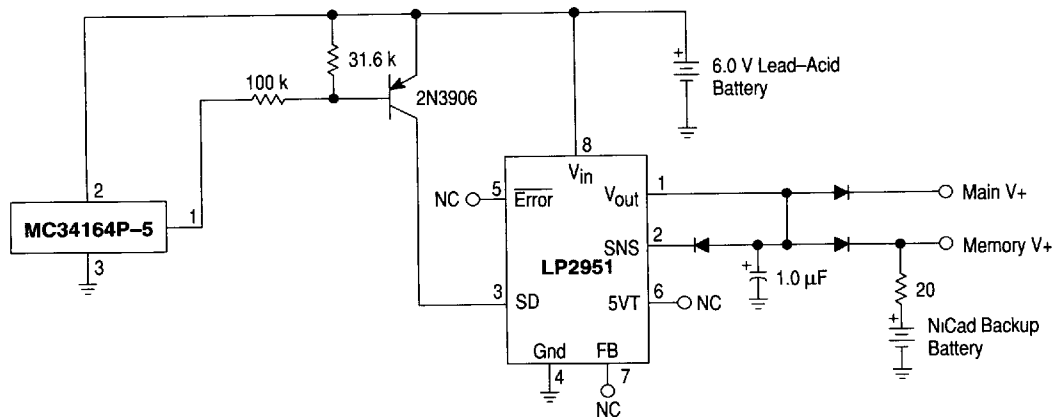 31.6 k
6.0 V Lead–Acid
Battery
100 k
2N3906
8
Vin
2
5
1
NC
Error
Vout
Main V+
1
MC34164P–5
2
SNS
Memory V+
LP2951
3
1.0 µF
3
SD
6
5VT
NC
20
NiCad Backup
Battery
Gnd
FB
4
7
NC